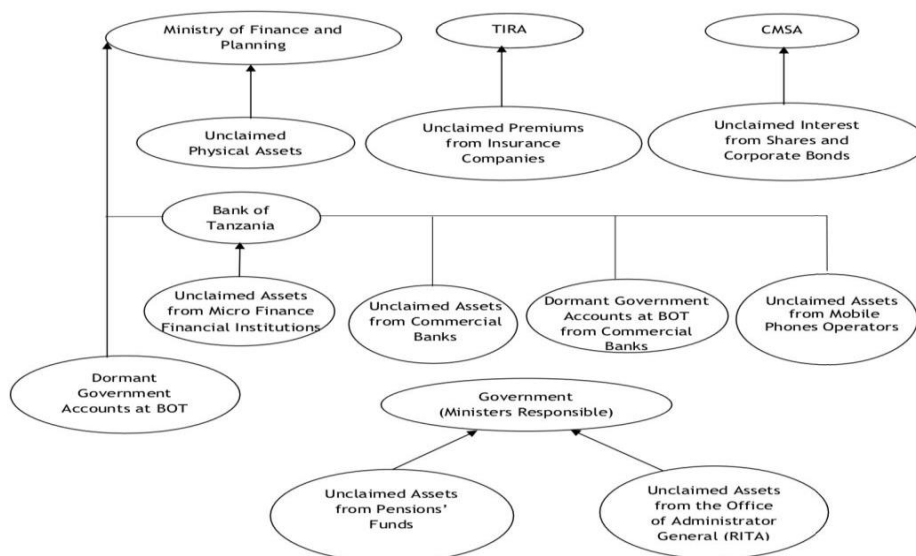 Ministry of Finance and
Planning
TIRA
CMSA
Unclaimed
Physical Assets
Unclaimed Premiums
from Insurance
Companies
Unclaimed Interest
from Shares and
Corporate Bonds
Bank of
Tanzania
Unclaimed Assets
from Micro Finance
Financial Institutions
Unclaimed Assets
from Commercial
Banks
Dormant Government
Accounts at BOT
from Commercial
Banks
Unclaimed Assets
from Mobile
Phones Operators
Dormant
Government
Accounts at BOT
Government
(Ministers Responsible)
Unclaimed Assets
from Pensions’
Funds
Unclaimed Assets
from the Office
of Administrator
General (RITA)